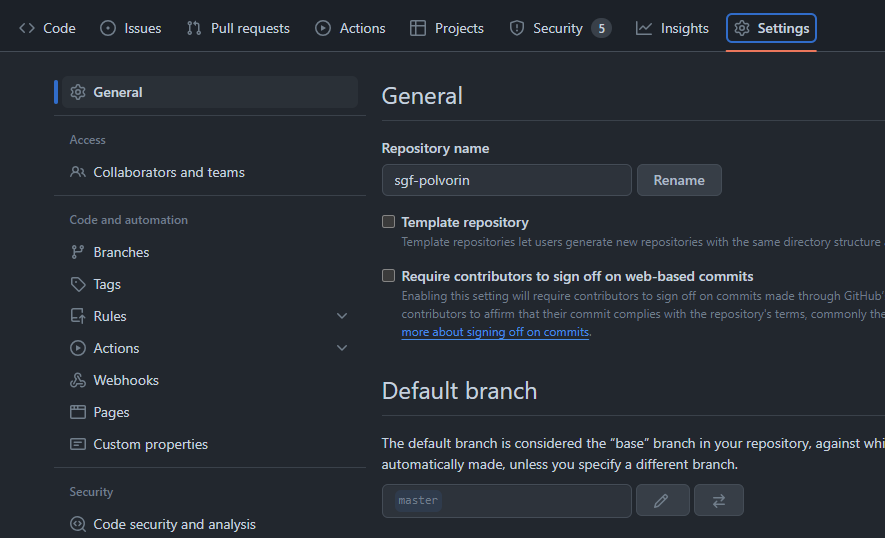 Code Issues Pull requests Actions Projects Security 5 Insights Settings
General
Access
Collaborators and teams
Code and automation
Branches
Tags
Rules
Actions
Webhooks
Pages
Custom properties
Security
Code security and analysis
General
Repository name
sgf-polvorin Rename
Template repository
Template repositories let users generate new repositories with the same directory structure
Require contributors to sign off on web-based commits
Enabling this setting will require contributors to sign off on commits made through GitHub'
contributors to affirm that their commit complies with the repository's terms, commonly the
more about signing off on commits.
Default branch
The default branch is considered the “base” branch in your repository, against whi
automatically made, unless you specify a different branch.
master